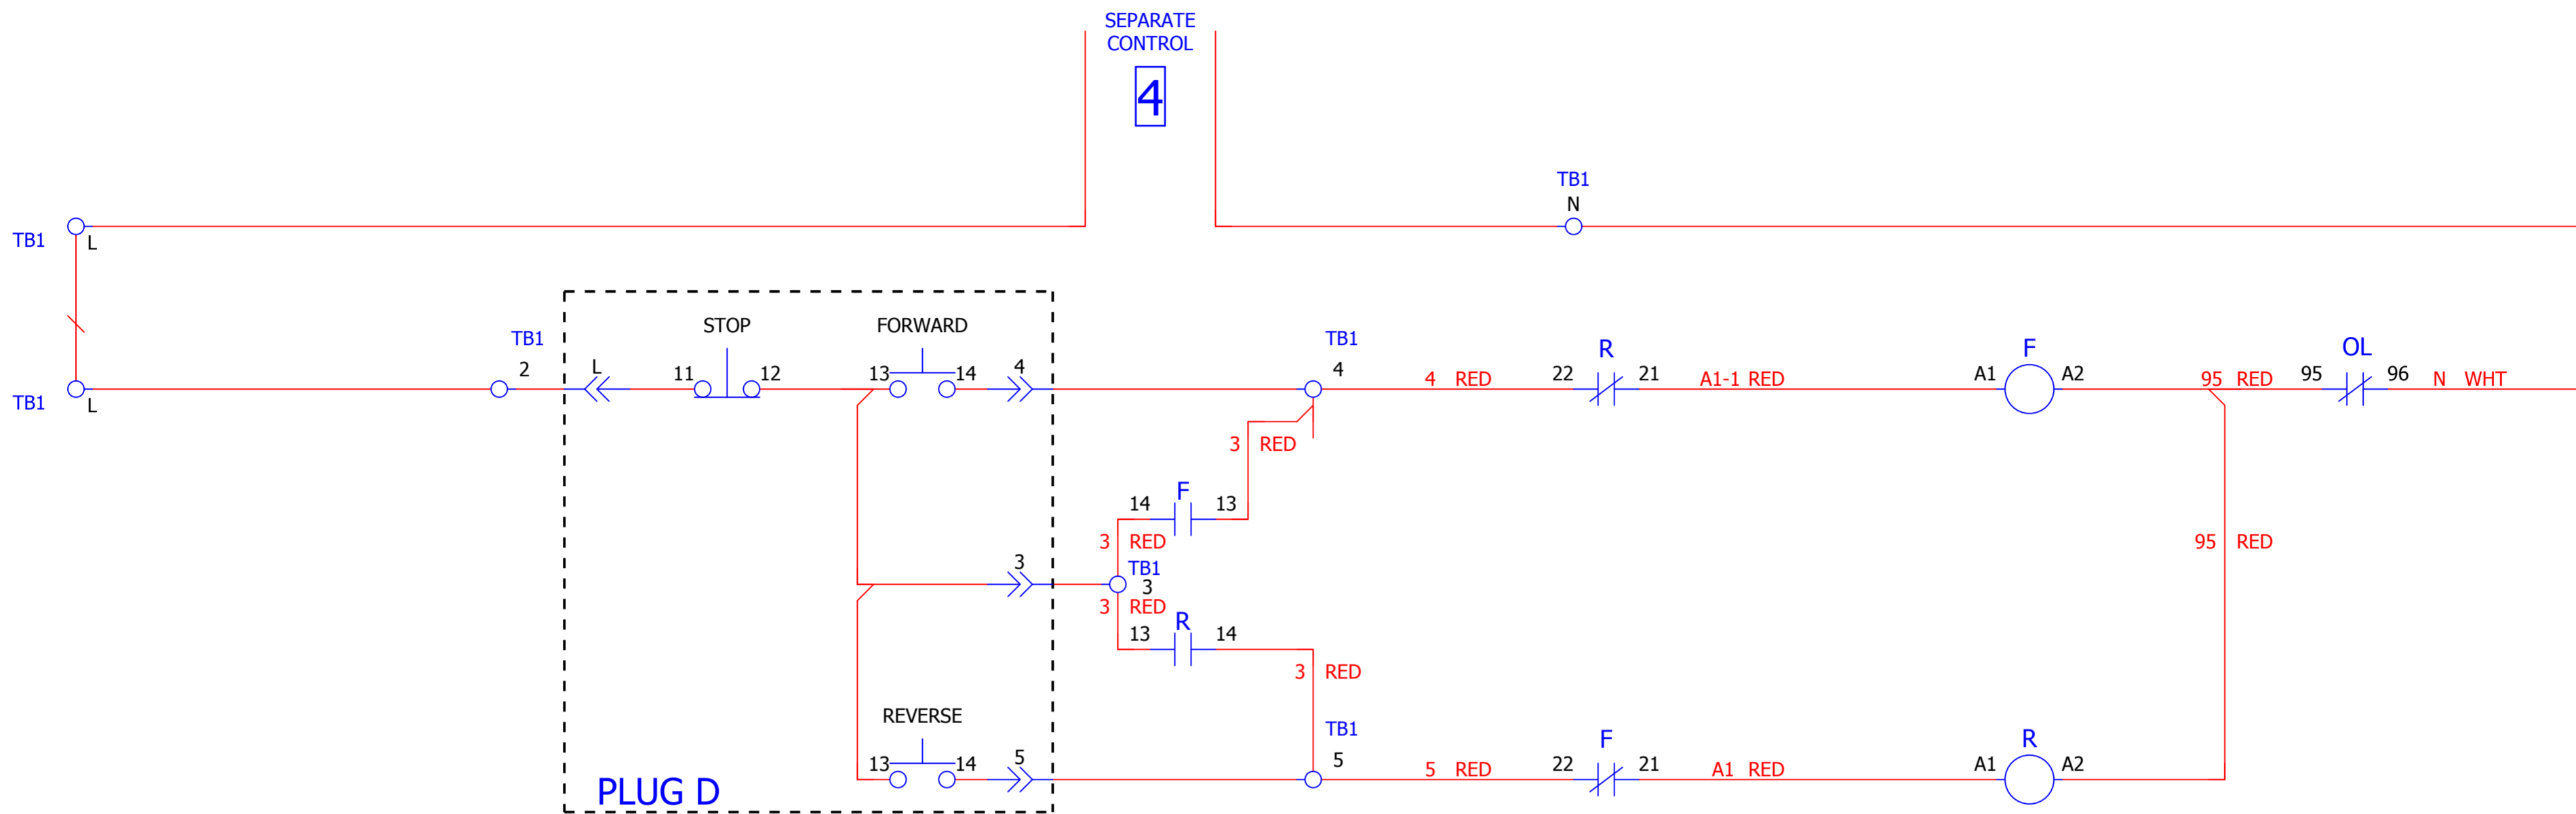 SEPARATE
CONTROL
4
TB1
N
TB1
L
STOP
FORWARD
TB1
2
L
11
12
13
14
4
TB1
4
4 RED
R
22
21
A1-1 RED
F
A1
A2
95 RED
OL
95
96
N WHT
TB1
L
3 RED
F
14
13
3 RED
95 RED
3
TB1
3
3 RED
R
13
14
3 RED
REVERSE
13
14
5
TB1
5
5 RED
F
22
21
A1 RED
R
A1
A2
PLUG D